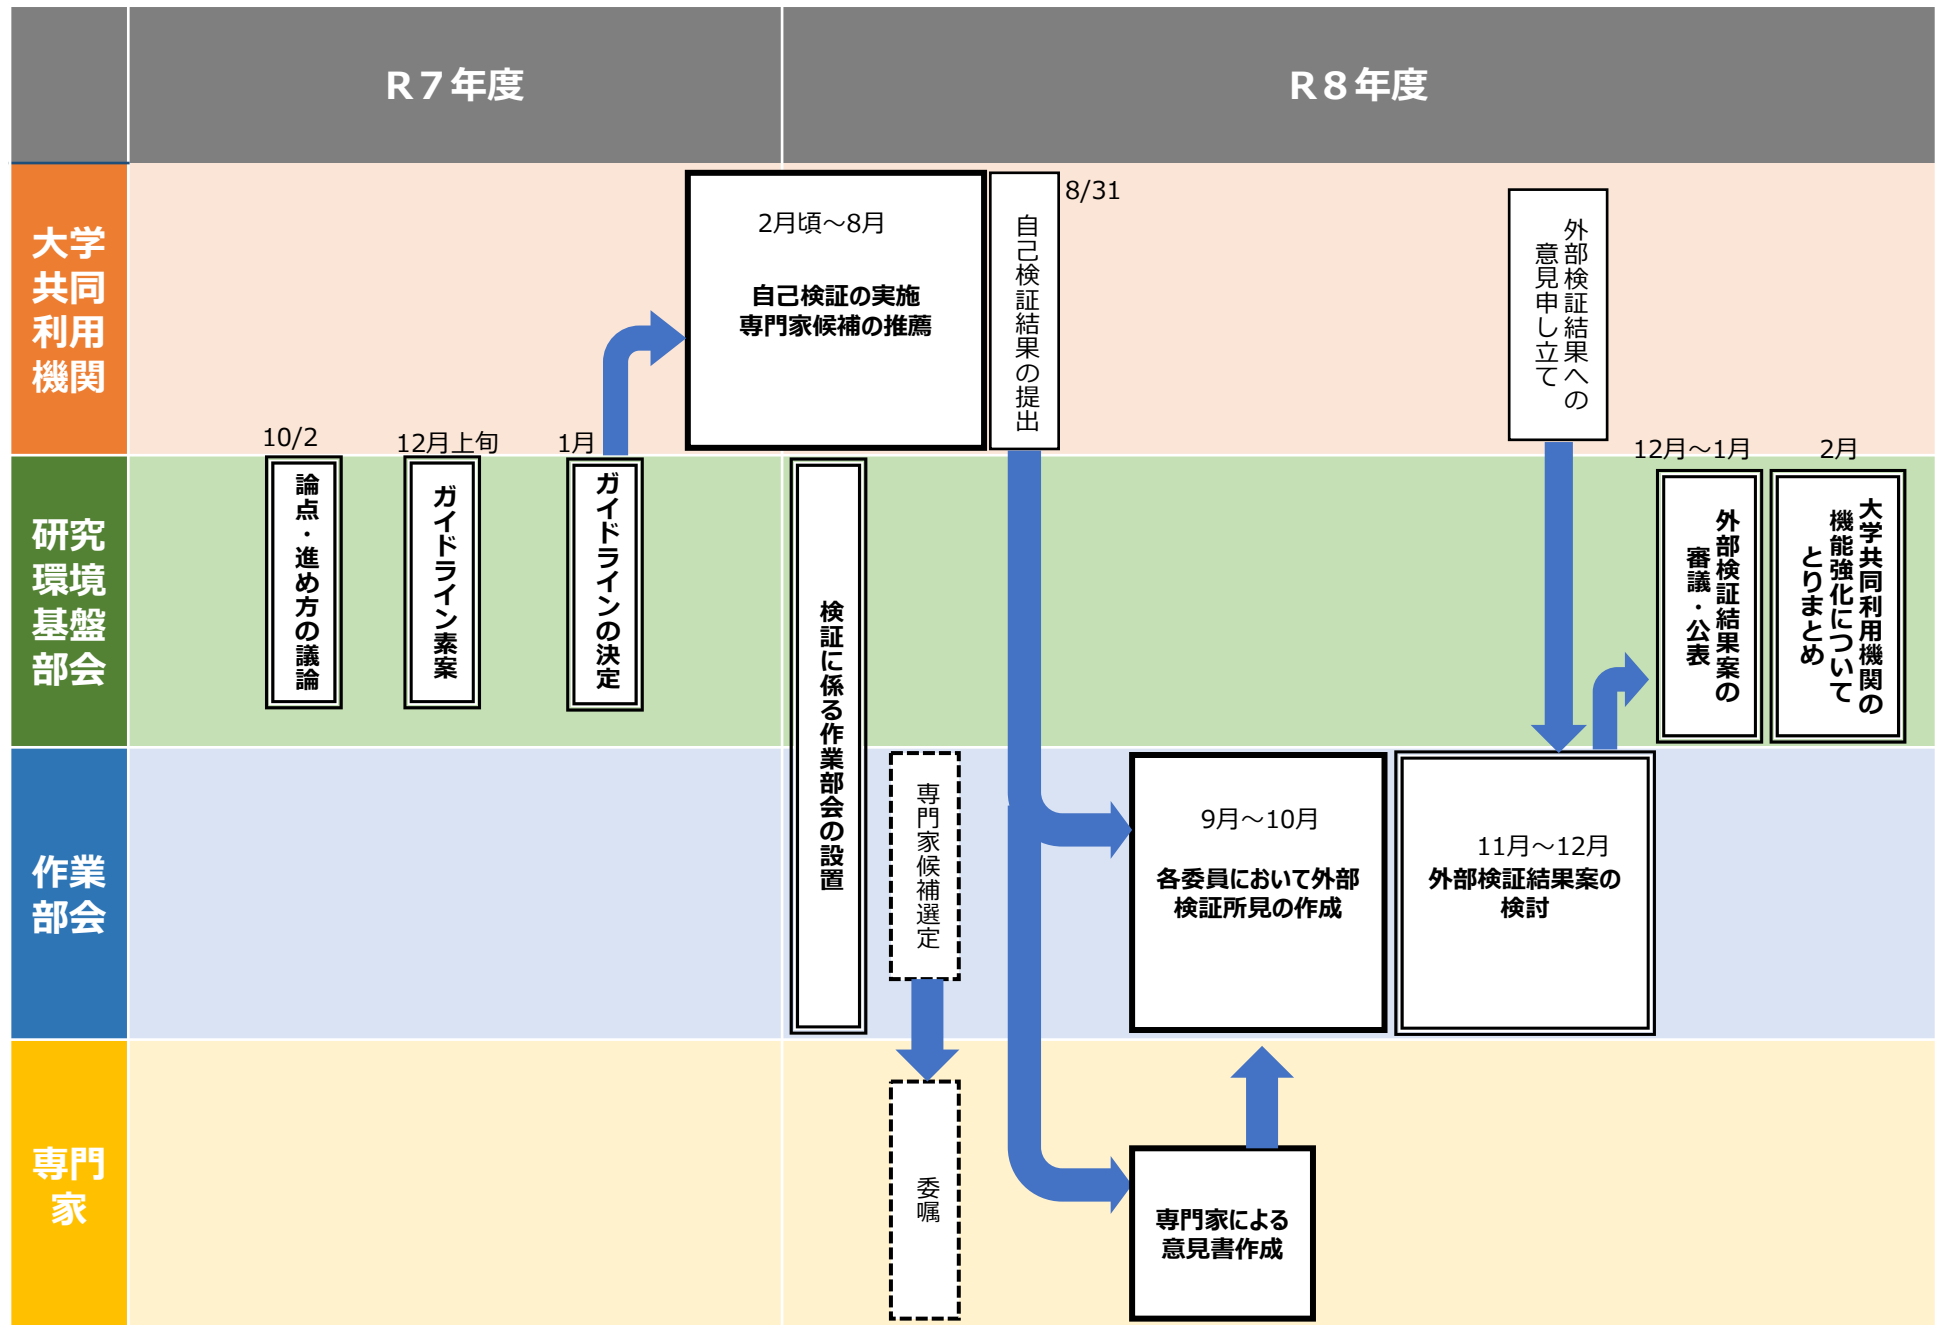 R7年度
R8年度
大学
共同
利用
機関
2月頃～8月
自己検証の実施
専門家候補の推薦
自己検証結果の提出
8/31
外部検証結果への
意見申し立て
研究
環境
基盤
部会
10/2
論点・進め方の議論
12月上旬
ガイドライン素案
1月
ガイドラインの決定
検証に係る作業部会の設置
12月～1月
外部検証結果案の
審議・公表
2月
大学共同利用機関の
機能強化について
とりまとめ
作業
部会
専門家候補選定
9月～10月
各委員において外部
検証所見の作成
11月～12月
外部検証結果案の
検討
専門
家
委嘱
専門家による
意見書作成